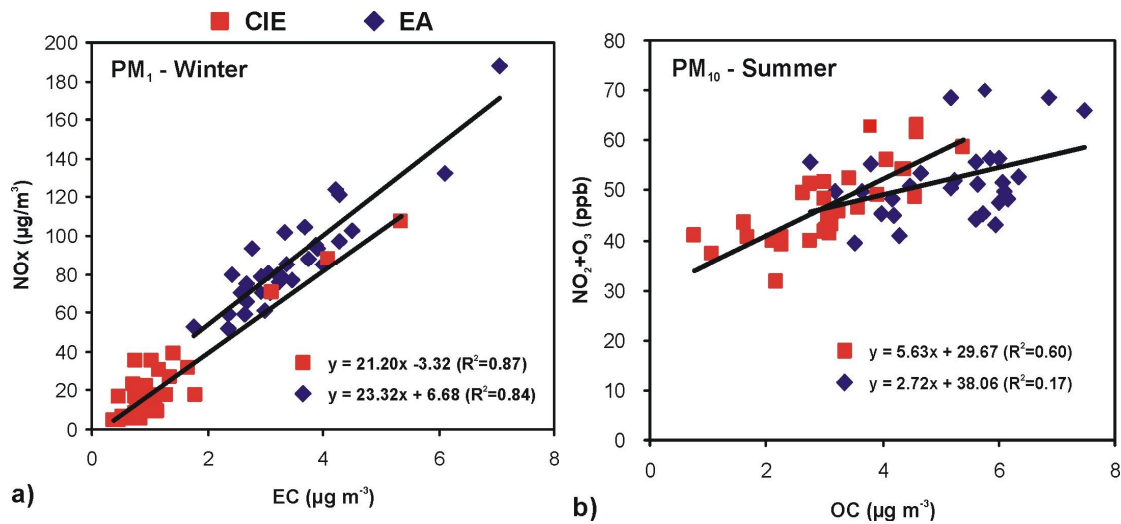 CIE EA
PM₁ - Winter
NOx (µg/m³)
200
180
160
140
120
100
80
60
40
20
0
y = 21.20x -3.32 (R²=0.87)
y = 23.32x + 6.68 (R²=0.84)
0 2 4 6 8
EC (µg m⁻³)
a)
PM₁₀ - Summer
NO₂+O₃ (ppb)
80
70
60
50
40
30
20
10
0
y = 5.63x + 29.67 (R²=0.60)
y = 2.72x + 38.06 (R²=0.17)
0 2 4 6 8
OC (µg m⁻³)
b)